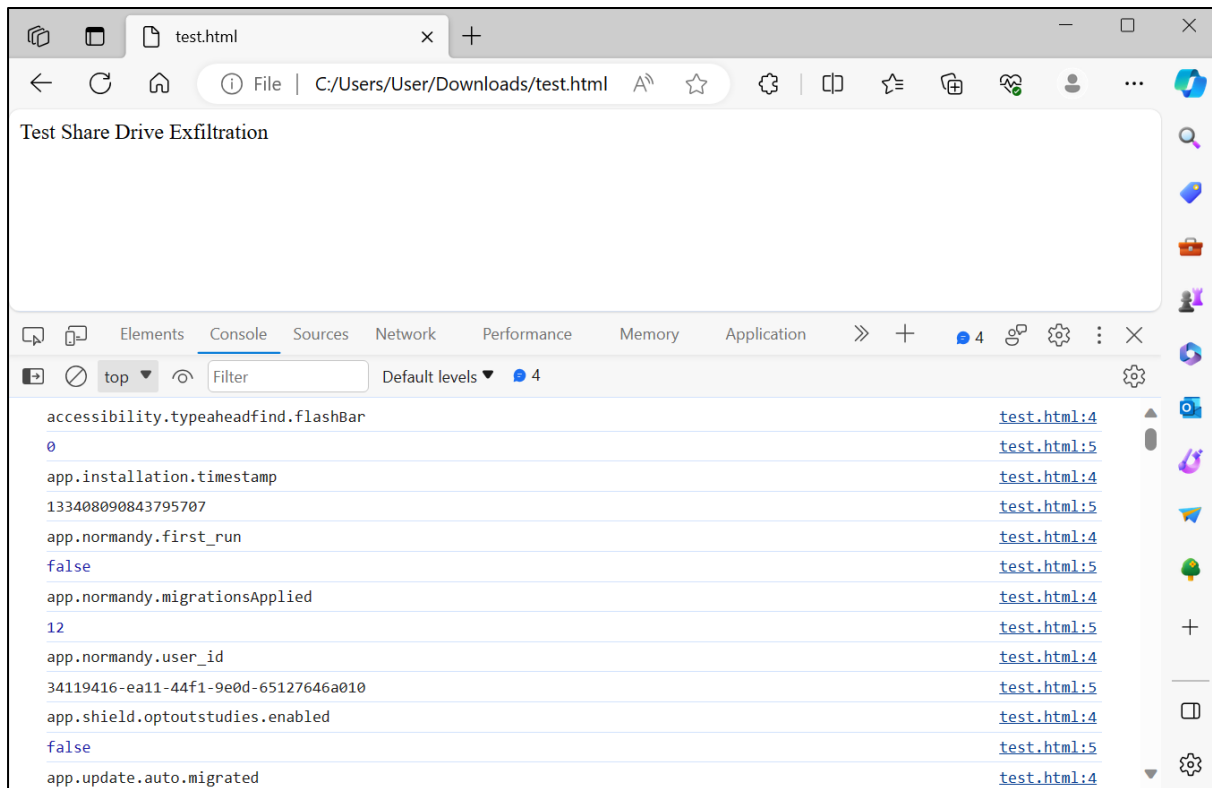 test.html
File | C:/Users/User/Downloads/test.html
Test Share Drive Exfiltration
Elements Console Sources Network Performance Memory Application 4
top Filter Default levels 4
accessibility.typeaheadfind.flashBar test.html:4
0 test.html:5
app.installation.timestamp test.html:4
133408090843795707 test.html:5
app.normandy.first_run test.html:4
false test.html:5
app.normandy.migrationsApplied test.html:4
12 test.html:5
app.normandy.user_id test.html:4
34119416-ea11-44f1-9e0d-65127646a010 test.html:5
app.shield.optoutstudies.enabled test.html:4
false test.html:5
app.update.auto.migrated test.html:4